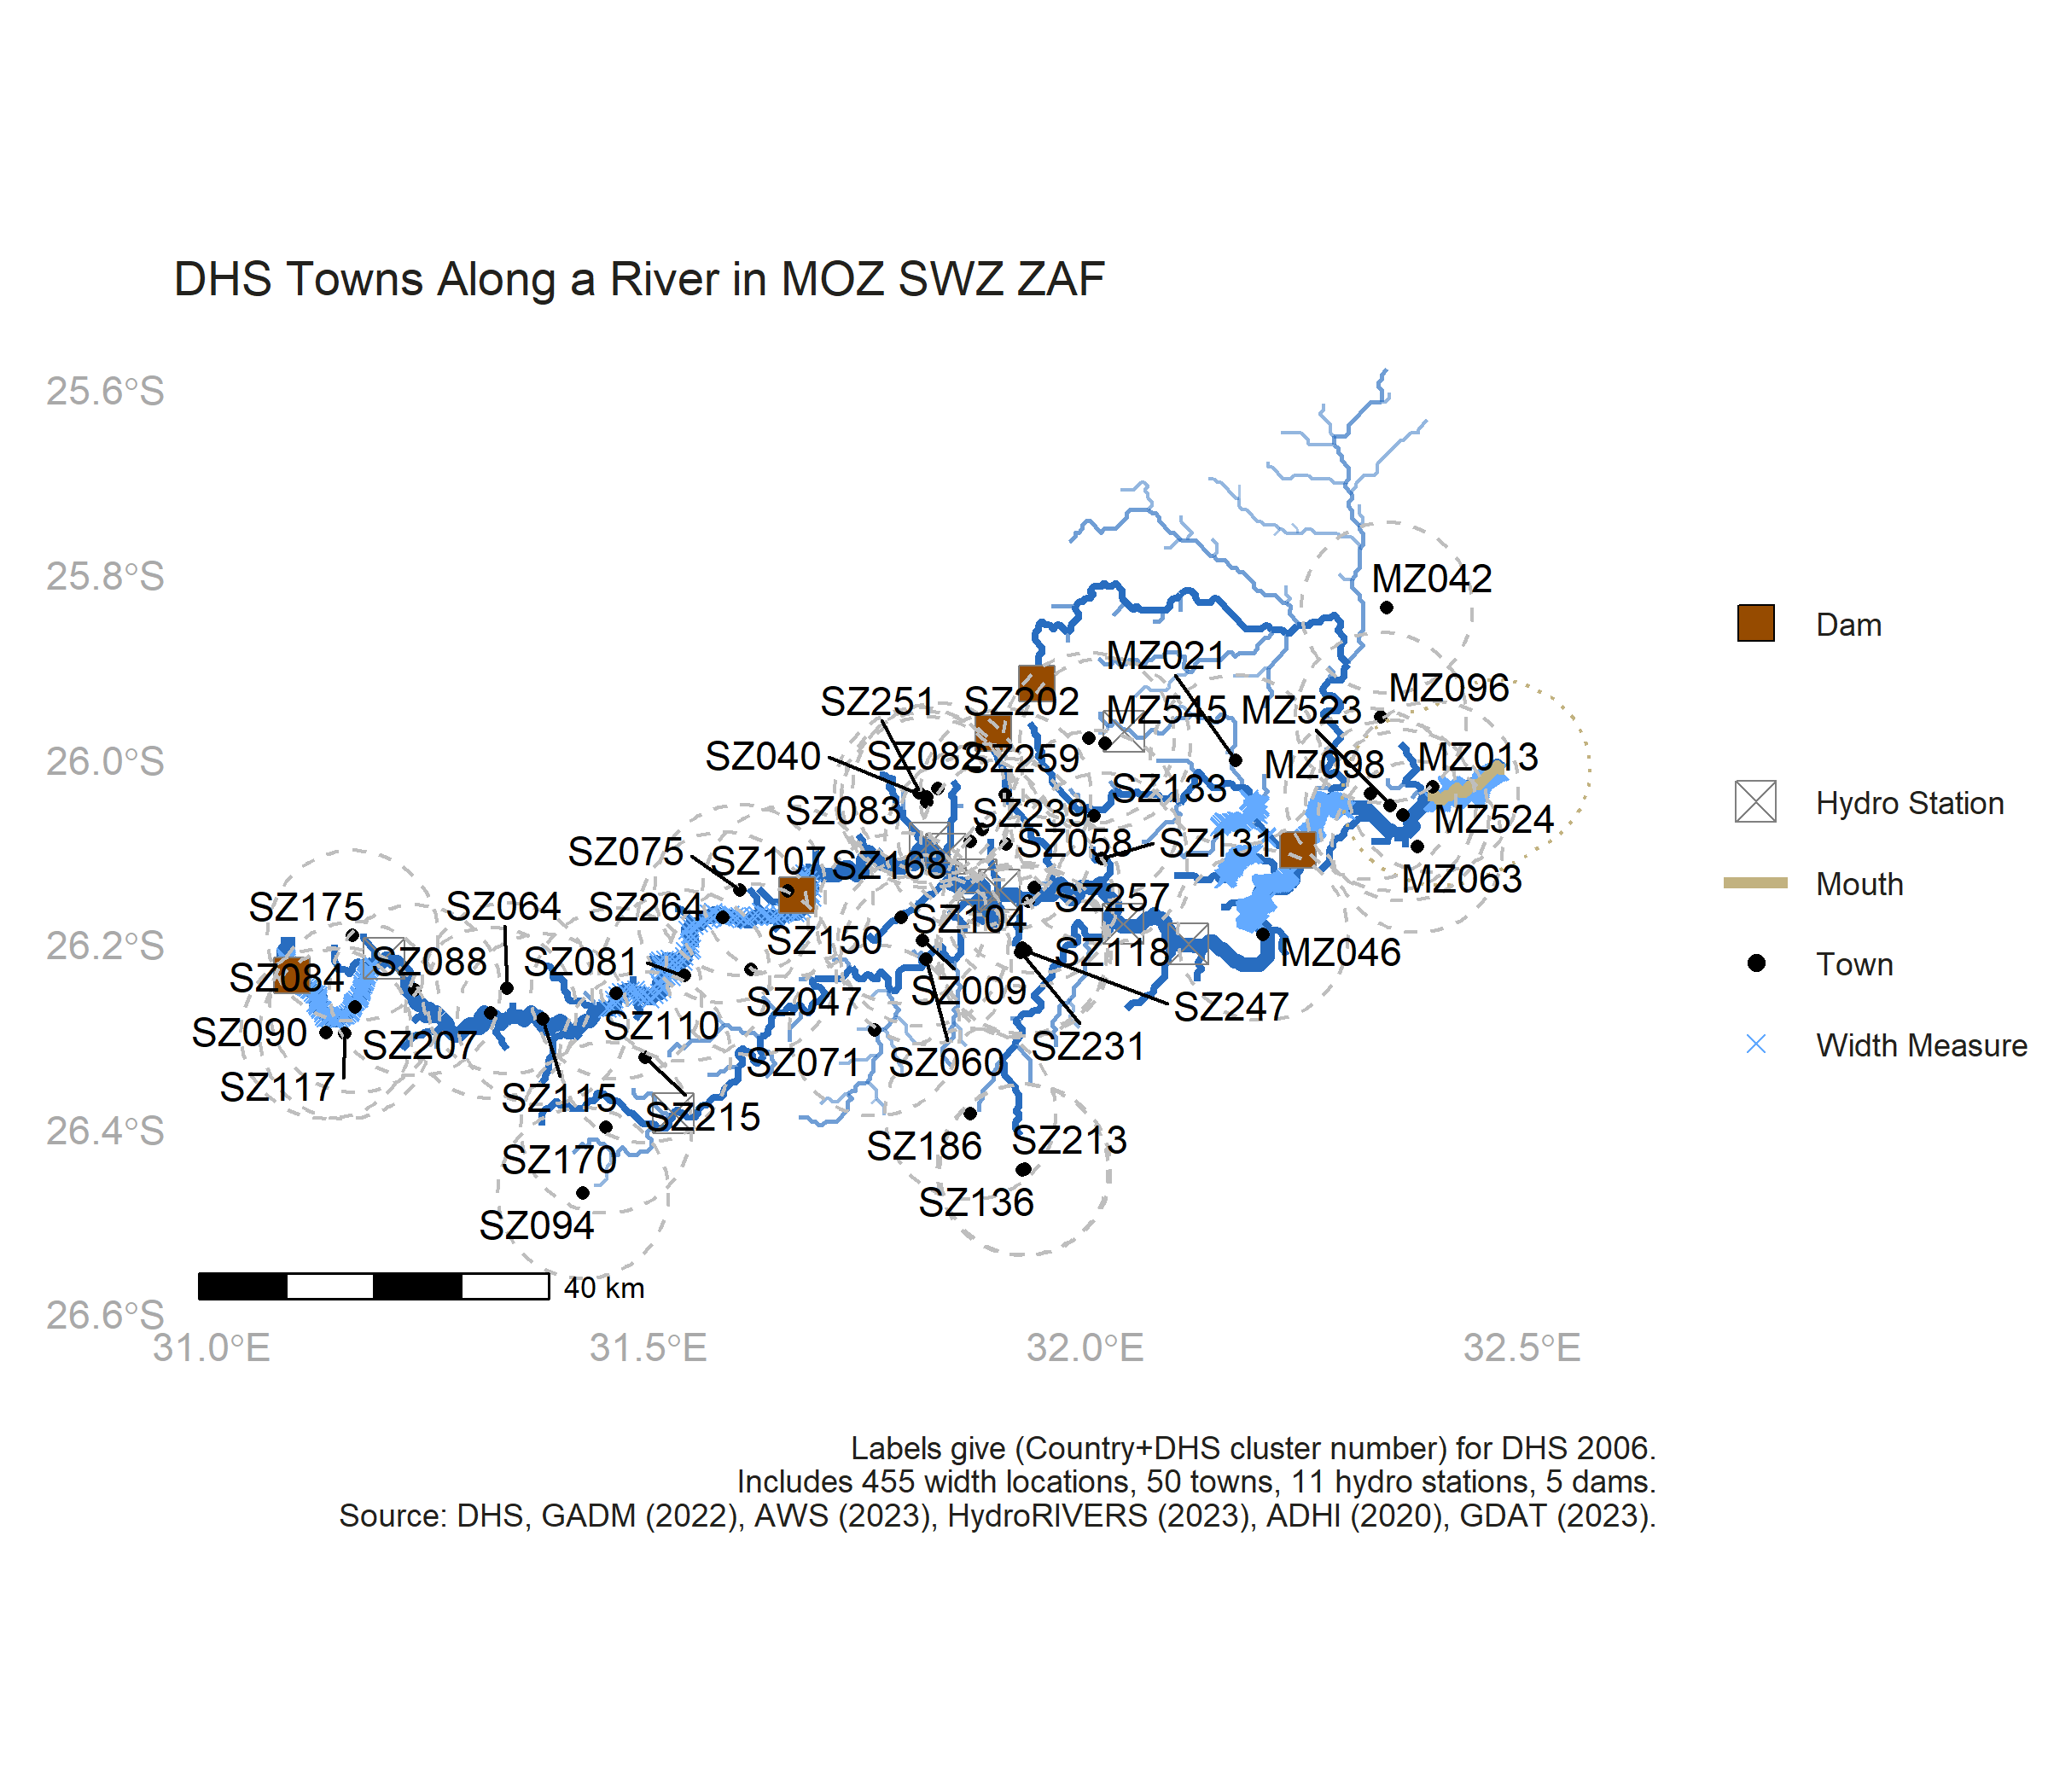 DHS Towns Along a River in MOZ SWZ ZAF
25.6°S
25.8°S
26.0°S
26.2°S
26.4°S
26.6°S
31.0°E
31.5°E
32.0°E
32.5°E
MZ042
MZ021
MZ096
SZ251
SZ202
MZ545
MZ523
SZ040
SZ082
SZ259
MZ098
MZ013
SZ083
SZ239
SZ133
MZ524
SZ075
SZ107
SZ168
SZ058
SZ131
MZ063
SZ175
SZ064
SZ264
SZ104
SZ257
SZ150
SZ084
SZ088
SZ081
SZ118
MZ046
SZ090
SZ207
SZ110
SZ047
SZ009
SZ247
SZ117
SZ071
SZ060
SZ231
SZ115
SZ215
SZ170
SZ186
SZ213
SZ094
SZ136
40 km
Dam
Hydro Station
Mouth
Town
Width Measure
Labels give (Country+DHS cluster number) for DHS 2006.
Includes 455 width locations, 50 towns, 11 hydro stations, 5 dams.
Source: DHS, GADM (2022), AWS (2023), HydroRIVERS (2023), ADHI (2020), GDAT (2023).